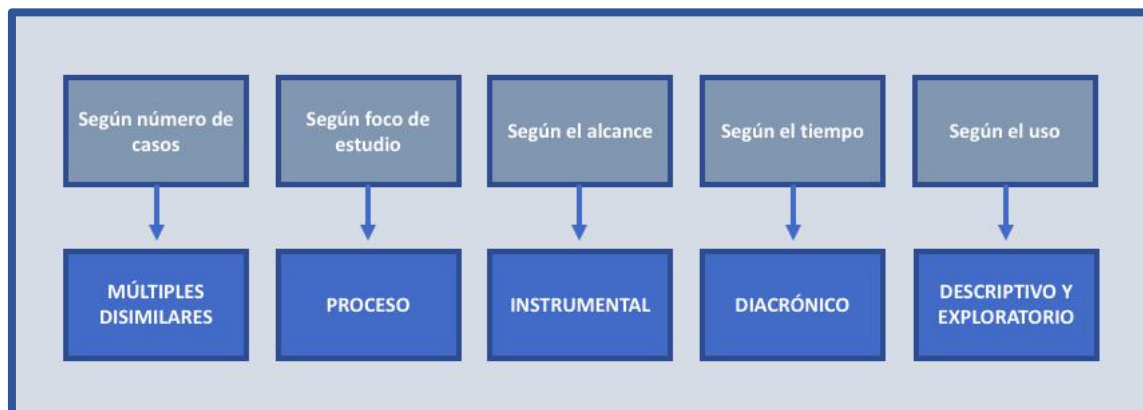 Según número de
casos
Según foco de
estudio
Según el alcance
Según el tiempo
Según el uso
MÚLTIPLES
DISIMILARES
PROCESO
INSTRUMENTAL
DIACRÓNICO
DESCRIPTIVO Y
EXPLORATORIO